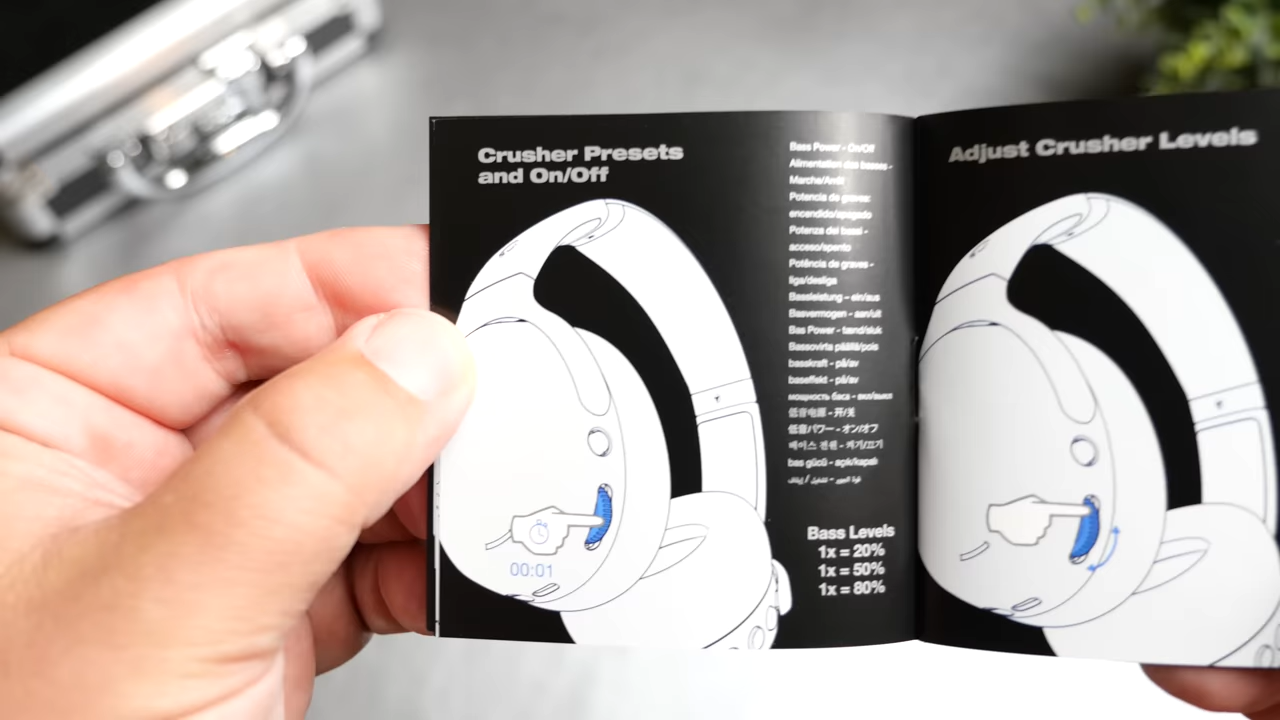 Crusher Presets
and On/Off
Bass Power - On/Off
Alimentation des basses -
Marche/Arrêt
Potencia de graves:
encendido/apagado
Potenza dei bassi -
acceso/spento
Potência de graves -
liga/desliga
Bassleistung - ein/aus
Basvermogen - aan/uit
Bas Power - tænd/sluk
Bassovirta päällä/pois
basskraft - på/av
baseffekt - på/av
мощность баса - вкл/выкл
低音电源 - 开/关
低音パワー - オン/オフ
베이스 전원 - 켜기/끄기
bas gücü - açık/kapalı
00:01
Bass Levels
1x = 20%
1x = 50%
1x = 80%
Adjust Crusher Levels